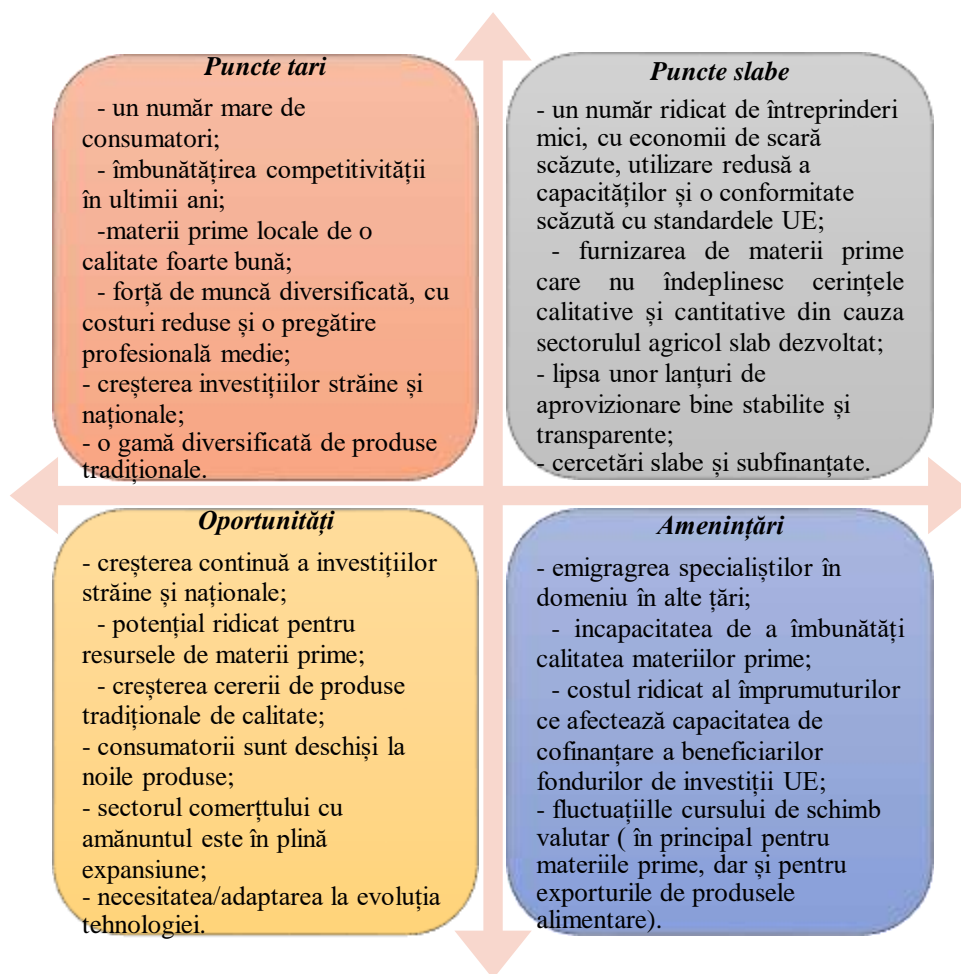 Puncte tari
- un număr mare de
consumatori;
- îmbunătățirea competitivității
în ultimii ani;
-materii prime locale de o
calitate foarte bună;
- forță de muncă diversificată, cu
costuri reduse și o pregătire
profesională medie;
- creșterea investițiilor străine și
naționale;
- o gamă diversificată de produse
tradiționale.
Puncte slabe
- un număr ridicat de întreprinderi
mici, cu economii de scară
scăzute, utilizare redusă a
capacităților și o conformitate
scăzută cu standardele UE;
- furnizarea de materii prime
care nu îndeplinesc cerințele
calitative și cantitative din cauza
sectorului agricol slab dezvoltat;
- lipsa unor lanțuri de
aprovizionare bine stabilite și
transparente;
- cercetări slabe și subfinanțate.
Oportunități
- creșterea continuă a investițiilor
străine și naționale;
- potențial ridicat pentru
resursele de materii prime;
- creșterea cererii de produse
tradiționale de calitate;
- consumatorii sunt deschiși la
noile produse;
- sectorul comerțtului cu
amănuntul este în plină
expansiune;
- necesitatea/adaptarea la evoluția
tehnologiei.
Amenințări
- emigragrea specialiștilor în
domeniu în alte țări;
- incapacitatea de a îmbunătăți
calitatea materiilor prime;
- costul ridicat al împrumuturilor
ce afectează capacitatea de
cofinanțare a beneficiarilor
fondurilor de investiții UE;
- fluctuațiille cursului de schimb
valutar ( în principal pentru
materiile prime, dar și pentru
exporturile de produsele
alimentare).